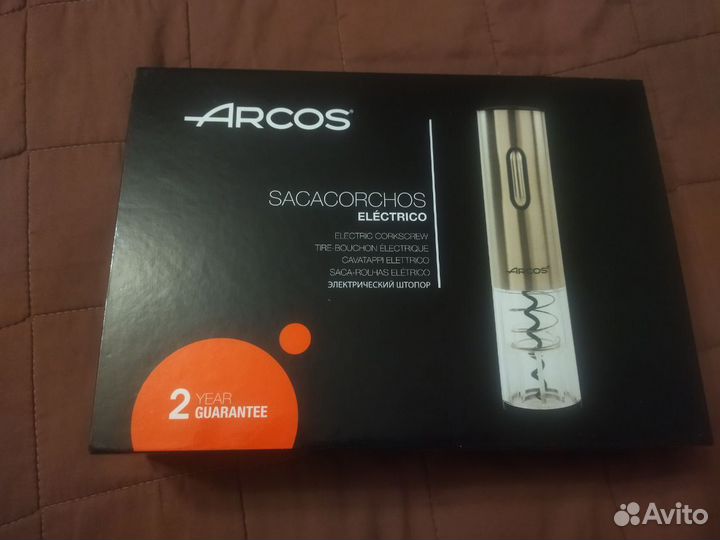 ARCOS®
SACACORCHOS
ELÉCTRICO
ELECTRIC CORKSCREW
TIRE-BOUCHON ÉLECTRIQUE
CAVATAPPI ELETTRICO
SACA-ROLHAS ELÉTRICO
ЭЛЕКТРИЧЕСКИЙ ШТОПОР
ARCOS
2 YEAR
GUARANTEE
Avito